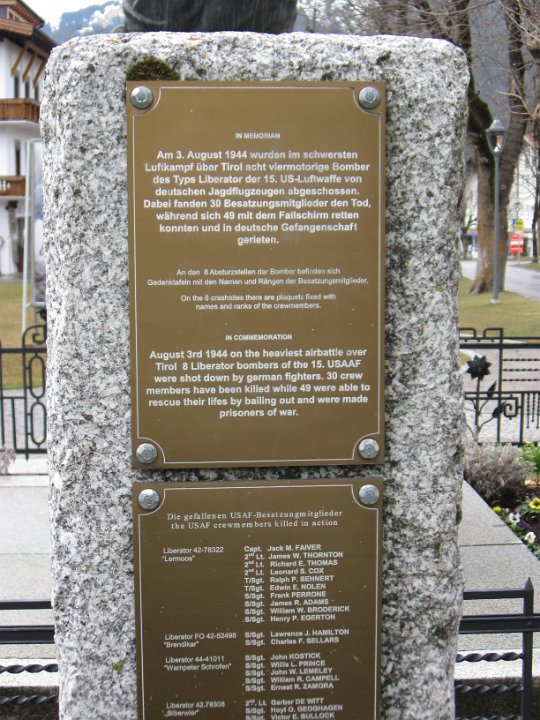 IN MEMORIAM
Am 3. August 1944 wurden im schwersten
Luftkampf über Tirol acht viermotorige Bomber
des Typs Liberator der 15. US-Luftwaffe von
deutschen Jagdflugzeugen abgeschossen.
Dabei fanden 30 Besatzungsmitglieder den Tod,
während sich 49 mit dem Fallschirm retten
konnten und in deutsche Gefangenschaft
gerieten.
An den 8 Absturzstellen der Bomber befinden sich
Gedenktafeln mit den Namen und Rängen der Besatzungsmitglieder.
On the 8 crashsites there are plaquets fixed with
names and ranks of the crewmembers.
IN COMMEMORATION
August 3rd 1944 on the heaviest airbattle over
Tirol 8 Liberator bombers of the 15. USAAF
were shot down by german fighters. 30 crew
members have been killed while 49 were able to
rescue their lifes by bailing out and were made
prisoners of war.
Die gefallenen USAF-Besatzungmitglieder
the USAF crewmembers killed in action
Liberator 42-78322 Capt. Jack M. FAIVER
"Lermoos" 2nd Lt. James W. THORNTON
2nd Lt. Richard E. THOMAS
2nd Lt. Leonard S. COX
T/Sgt. Ralph P. SEHNERT
T/Sgt. Edwin E. NOLEN
S/Sgt. Frank PERRONE
S/Sgt. James R. ADAMS
S/Sgt. William W. BRODERICK
S/Sgt. Henry P. EGERTON
Liberator FO 42-52498 S/Sgt. Lawrence J. HAMILTON
"Brendlkar" S/Sgt. Charles F. SELLARS
Liberator 44-41011 S/Sgt. John KOSTICK
"Wampeter Schrofen" S/Sgt. Willis L. PRINCE
S/Sgt. John W. LEMELEY
S/Sgt. William R. CAMPELL
S/Sgt. Ernest R. ZAMORA
Liberator 42.78308 2nd Lt. Garber DE WITT
"Biberwier" S/Sgt. Hoyt O. GEOGHAGEN
S/Sgt. Victor E. BULLOCK